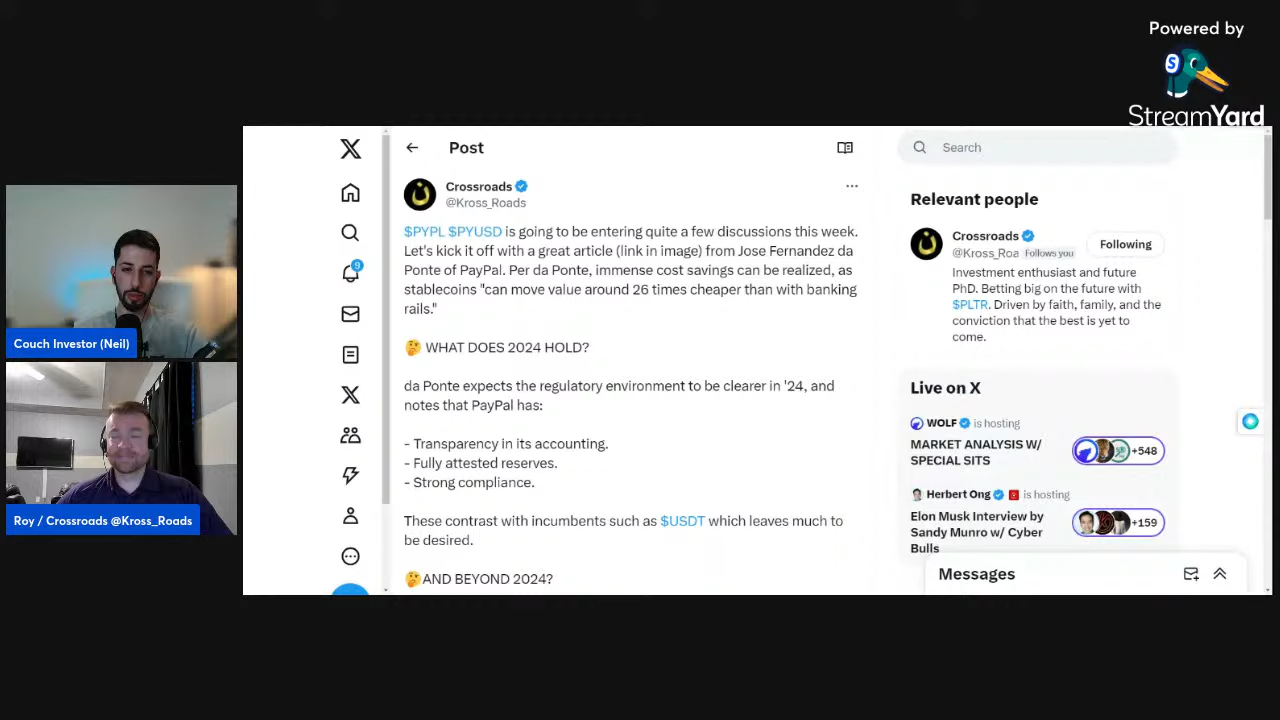 Powered by
S
StreamYard
Couch Investor (Neil)
Roy / Crossroads @Kross_Roads
9
Post
Crossroads
@Kross_Roads
$PYPL $PYUSD is going to be entering quite a few discussions this week.
Let's kick it off with a great article (link in image) from Jose Fernandez da
Ponte of PayPal. Per da Ponte, immense cost savings can be realized, as
stablecoins "can move value around 26 times cheaper than with banking
rails."
🤔 WHAT DOES 2024 HOLD?
da Ponte expects the regulatory environment to be clearer in '24, and
notes that PayPal has:
- Transparency in its accounting.
- Fully attested reserves.
- Strong compliance.
These contrast with incumbents such as $USDT which leaves much to
be desired.
🤔AND BEYOND 2024?
Search
Relevant people
Crossroads
@Kross_Roa Follows you
Following
Investment enthusiast and future
PhD. Betting big on the future with
$PLTR. Driven by faith, family, and the
conviction that the best is yet to
come.
Live on X
WOLF is hosting
MARKET ANALYSIS W/
SPECIAL SITS
+548
Herbert Ong is hosting
Elon Musk Interview by
Sandy Munro w/ Cyber
Bulls
+159
Messages